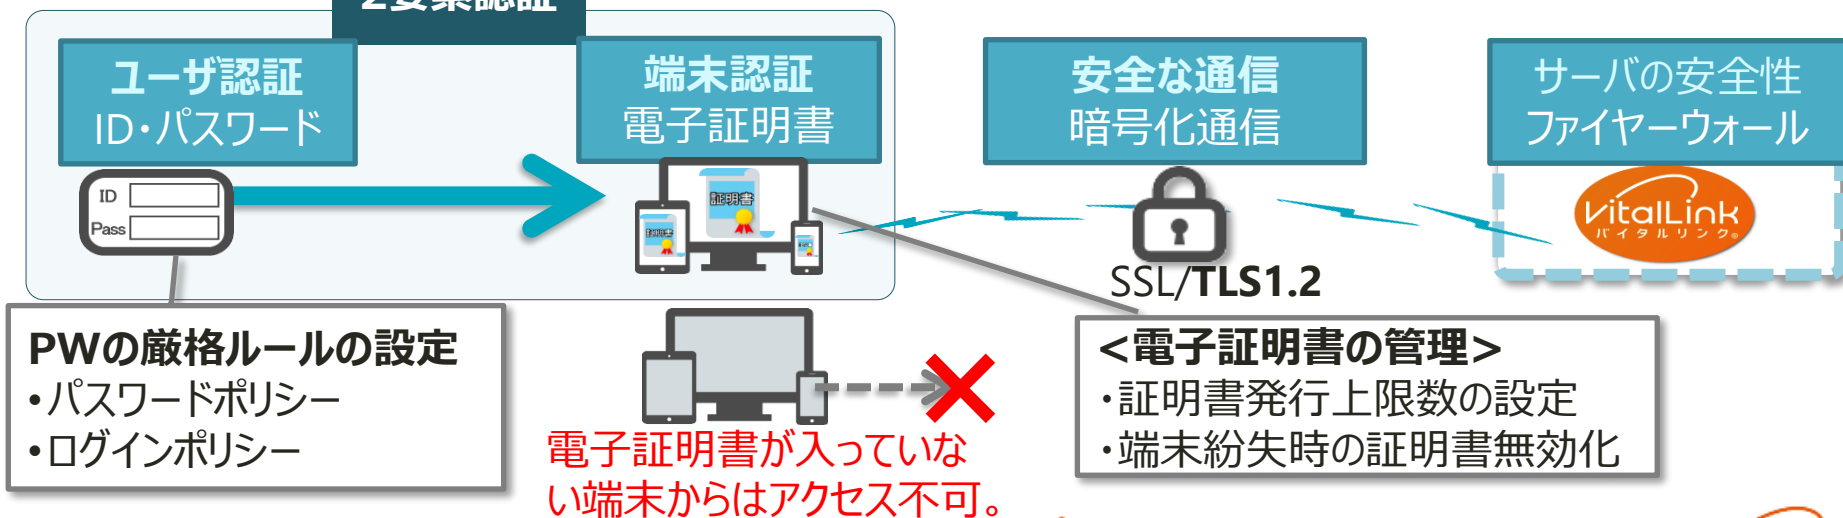 2要素認証
ユーザ認証
ID・パスワード
端末認証
電子証明書
安全な通信
暗号化通信
サーバの安全性
ファイヤーウォール
ID
Pass
証明書
証明書
VitalLink
バイタルリンク®
SSL/TLS1.2
PWの厳格ルールの設定
•パスワードポリシー
•ログインポリシー
電子証明書が入っていな
い端末からはアクセス不可。
<電子証明書の管理>
・証明書発行上限数の設定
・端末紛失時の証明書無効化